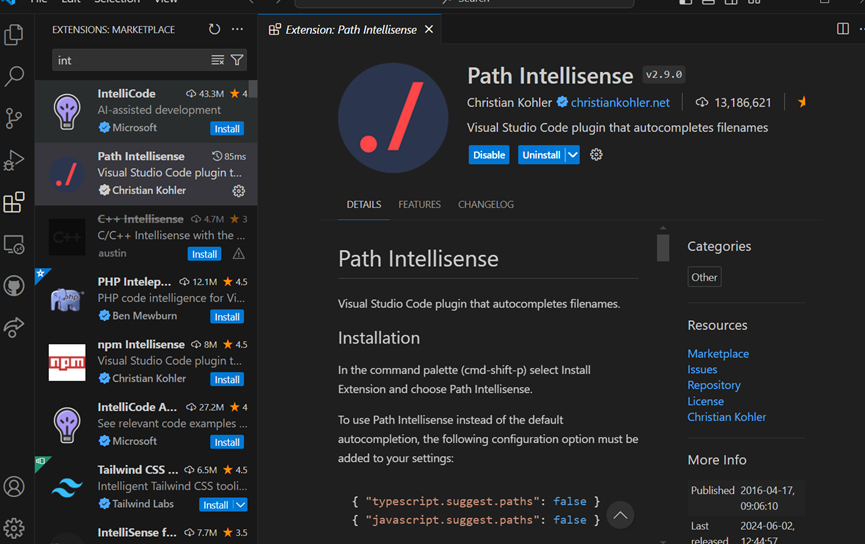 File Edit Selection View
Search
EXTENSIONS: MARKETPLACE
int
IntelliCode 43.3M 4
AI-assisted development
Microsoft Install
Path Intellisense 85ms
Visual Studio Code plugin t...
Christian Kohler
C++ Intellisense 4.7M 3
C/C++ Intellisense with the ...
austin Install
PHP Intelep... 12.1M 4.5
PHP code intelligence for Vi...
Ben Mewburn Install
npm Intellisense 8M 4.5
Visual Studio Code plugin t...
Christian Kohler Install
IntelliCode A... 27.2M 4
See relevant code examples ...
Microsoft Install
Tailwind CSS ... 6.5M 4.5
Intelligent Tailwind CSS tooli...
Tailwind Labs Install
IntelliSense f... 7.7M 3.5
Extension: Path Intellisense
Path Intellisense v2.9.0
Christian Kohler christiankohler.net 13,186,621
Visual Studio Code plugin that autocompletes filenames
Disable Uninstall
DETAILS FEATURES CHANGELOG
Path Intellisense
Visual Studio Code plugin that autocompletes filenames.
Installation
In the command palette (cmd-shift-p) select Install
Extension and choose Path Intellisense.
To use Path Intellisense instead of the default
autocompletion, the following configuration option must be
added to your settings:
{ "typescript.suggest.paths": false }
{ "javascript.suggest.paths": false }
Categories
Other
Resources
Marketplace
Issues
Repository
License
Christian Kohler
More Info
Published 2016-04-17,
09:06:10
Last 2024-06-02,
released 12:44:57